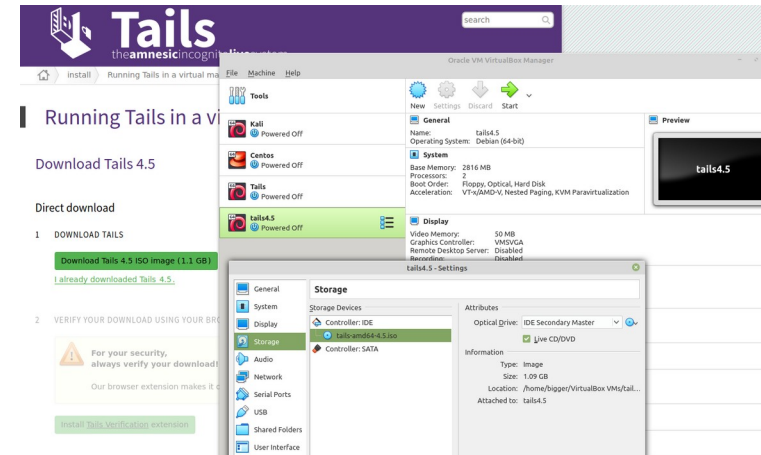 Tails
theamnesicincogni
search
install
Running Tails in a virtual ma
Running Tails in a vi
Download Tails 4.5
Direct download
1 DOWNLOAD TAILS
Download Tails 4.5 ISO image (1.1 GB)
I already downloaded Tails 4.5.
2 VERIFY YOUR DOWNLOAD USING YOUR BRO
For your security,
always verify your download!
Our browser extension makes it
Install Tails Verification extension
Oracle VM VirtualBox Manager
File Machine Help
Tools
New Settings Discard Start
Kali
Powered Off
Centos
Powered Off
Tails
Powered Off
tails4.5
Powered Off
General
Name: tails4.5
Operating System: Debian (64-bit)
System
Base Memory: 2816 MB
Processors: 2
Boot Order: Floppy, Optical, Hard Disk
Acceleration: VT-x/AMD-V, Nested Paging, KVM Paravirtualization
Display
Video Memory: 50 MB
Graphics Controller: VMSVGA
Remote Desktop Server: Disabled
Recording: Disabled
Preview
tails4.5
tails4.5 - Settings
General
System
Display
Storage
Audio
Network
Serial Ports
USB
Shared Folders
User Interface
Storage
Storage Devices
Controller: IDE
tails-amd64-4.5.iso
Controller: SATA
Attributes
Optical Drive: IDE Secondary Master
Live CD/DVD
Information
Type: Image
Size: 1.09 GB
Location: /home/bigger/VirtualBox VMs/tail...
Attached to: tails4.5